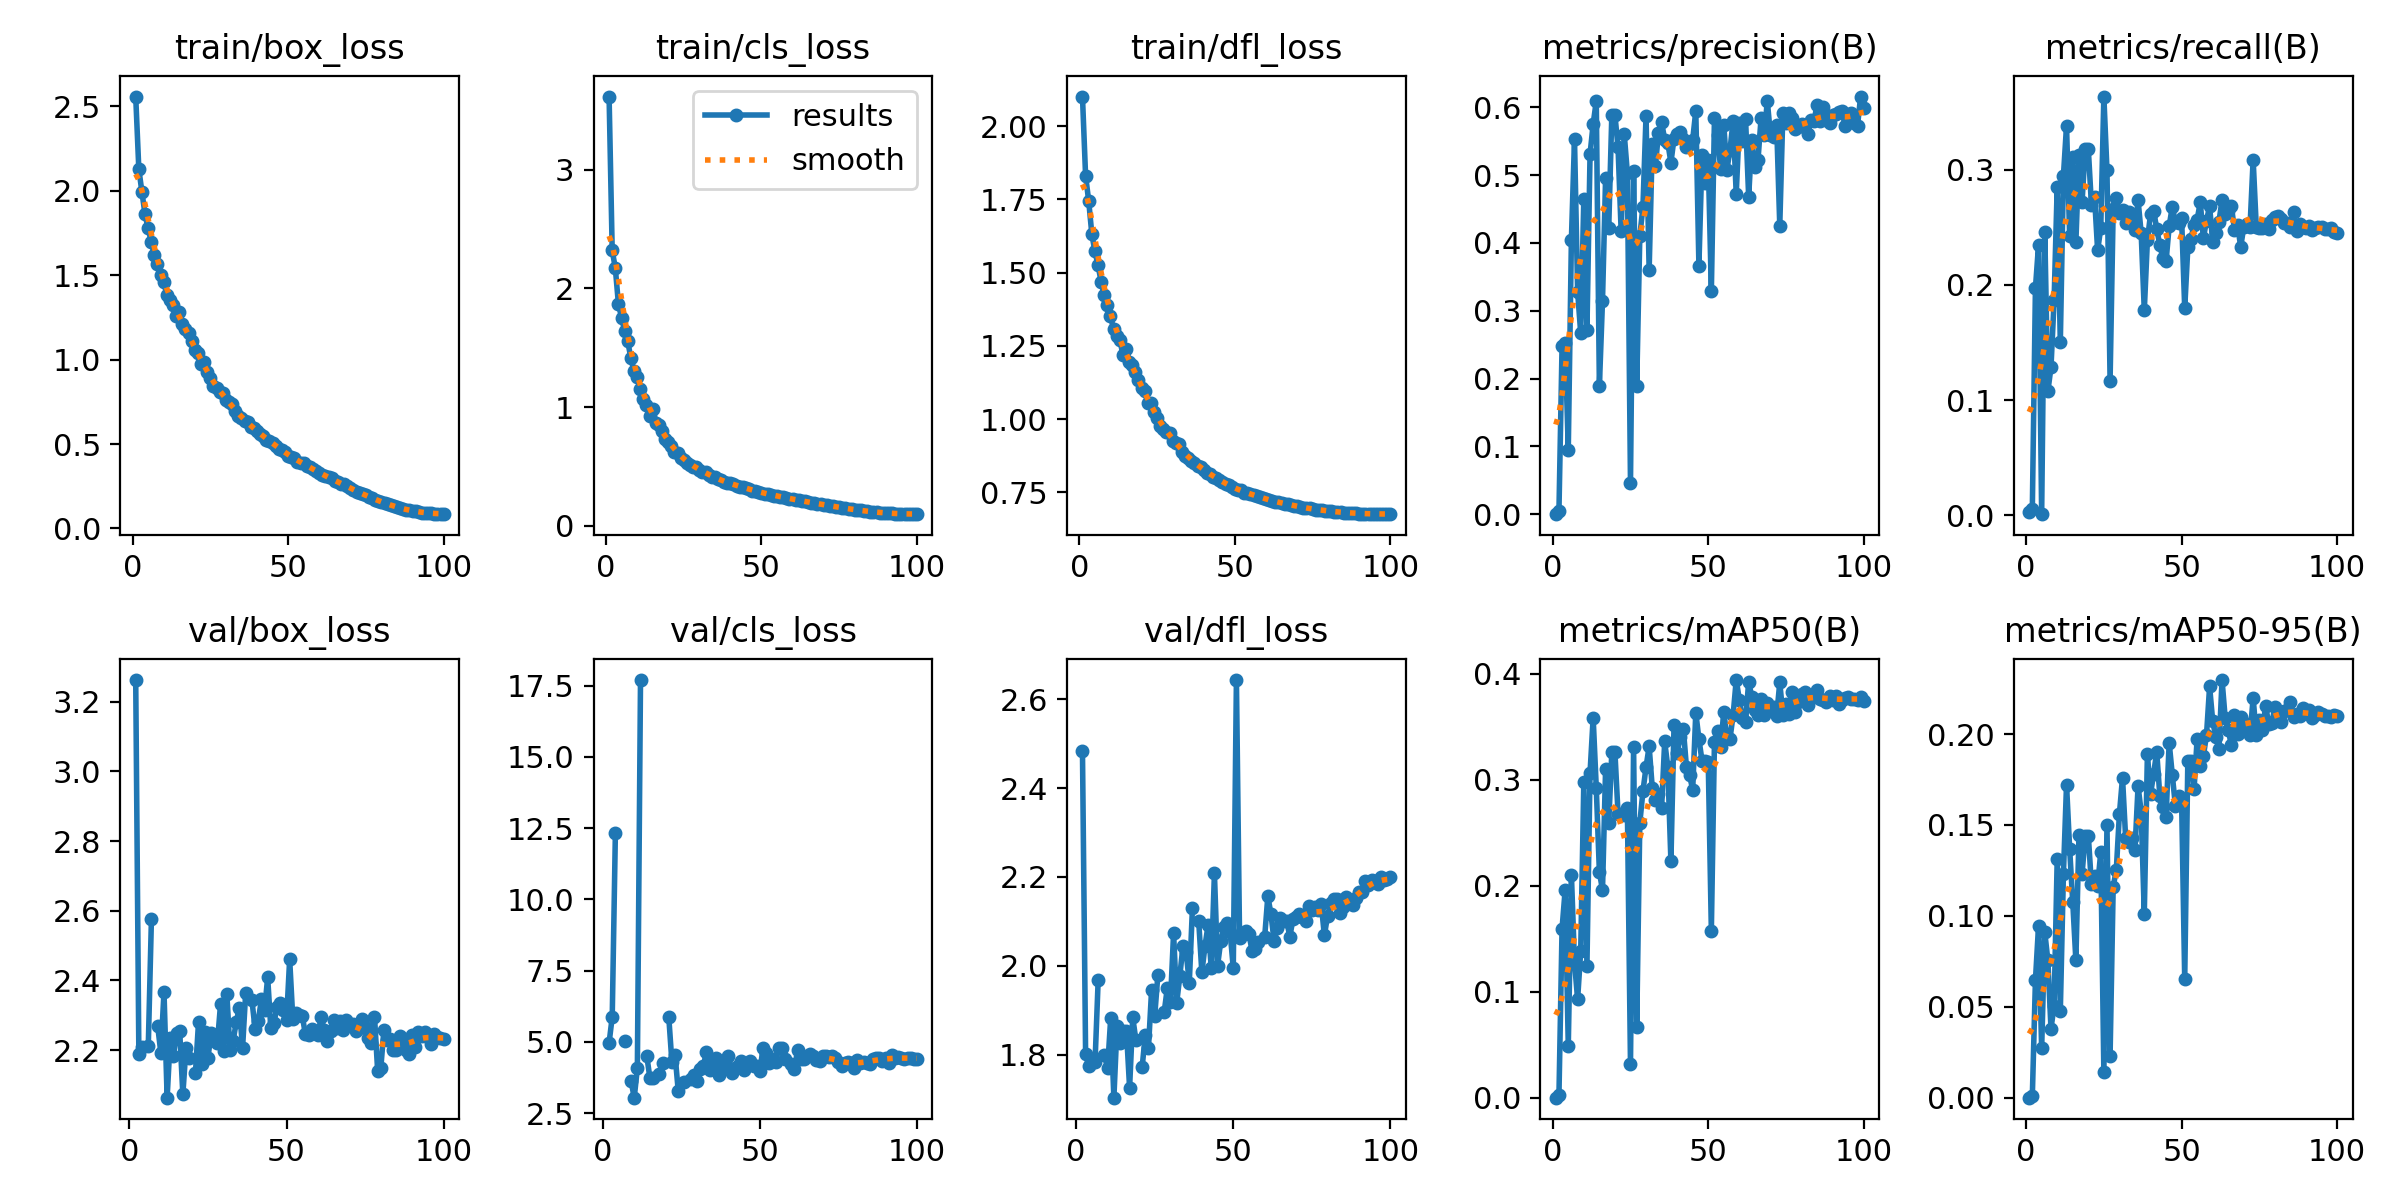 train/box_loss
2.5
2.0
1.5
1.0
0.5
0.0
0 50 100
train/cls_loss
results
smooth
3
2
1
0
0 50 100
train/dfl_loss
2.00
1.75
1.50
1.25
1.00
0.75
0 50 100
metrics/precision(B)
0.6
0.5
0.4
0.3
0.2
0.1
0.0
0 50 100
metrics/recall(B)
0.3
0.2
0.1
0.0
0 50 100
val/box_loss
3.2
3.0
2.8
2.6
2.4
2.2
0 50 100
val/cls_loss
17.5
15.0
12.5
10.0
7.5
5.0
2.5
0 50 100
val/dfl_loss
2.6
2.4
2.2
2.0
1.8
0 50 100
metrics/mAP50(B)
0.4
0.3
0.2
0.1
0.0
0 50 100
metrics/mAP50-95(B)
0.20
0.15
0.10
0.05
0.00
0 50 100